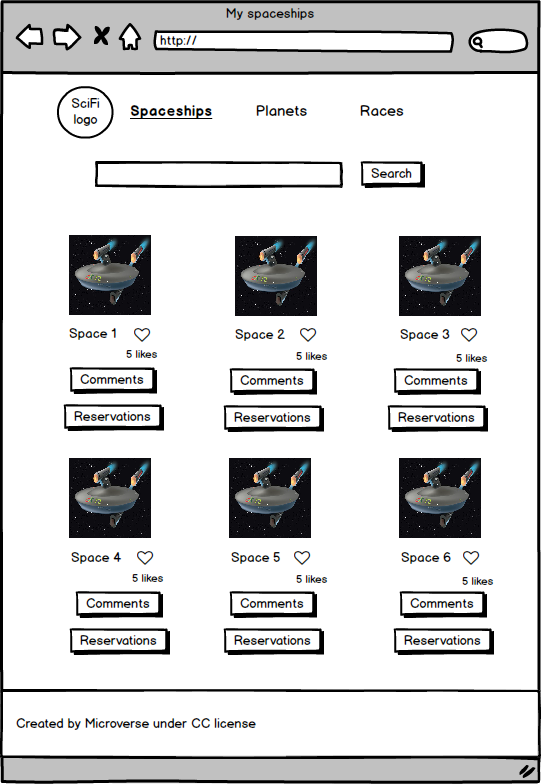 My spaceships
http://
SciFi
logo
Spaceships Planets Races
Search
Space 1 Space 2 Space 3
5 likes 5 likes 5 likes
Comments Comments Comments
Reservations Reservations Reservations
Space 4 Space 5 Space 6
5 likes 5 likes 5 likes
Comments Comments Comments
Reservations Reservations Reservations
Created by Microverse under CC license